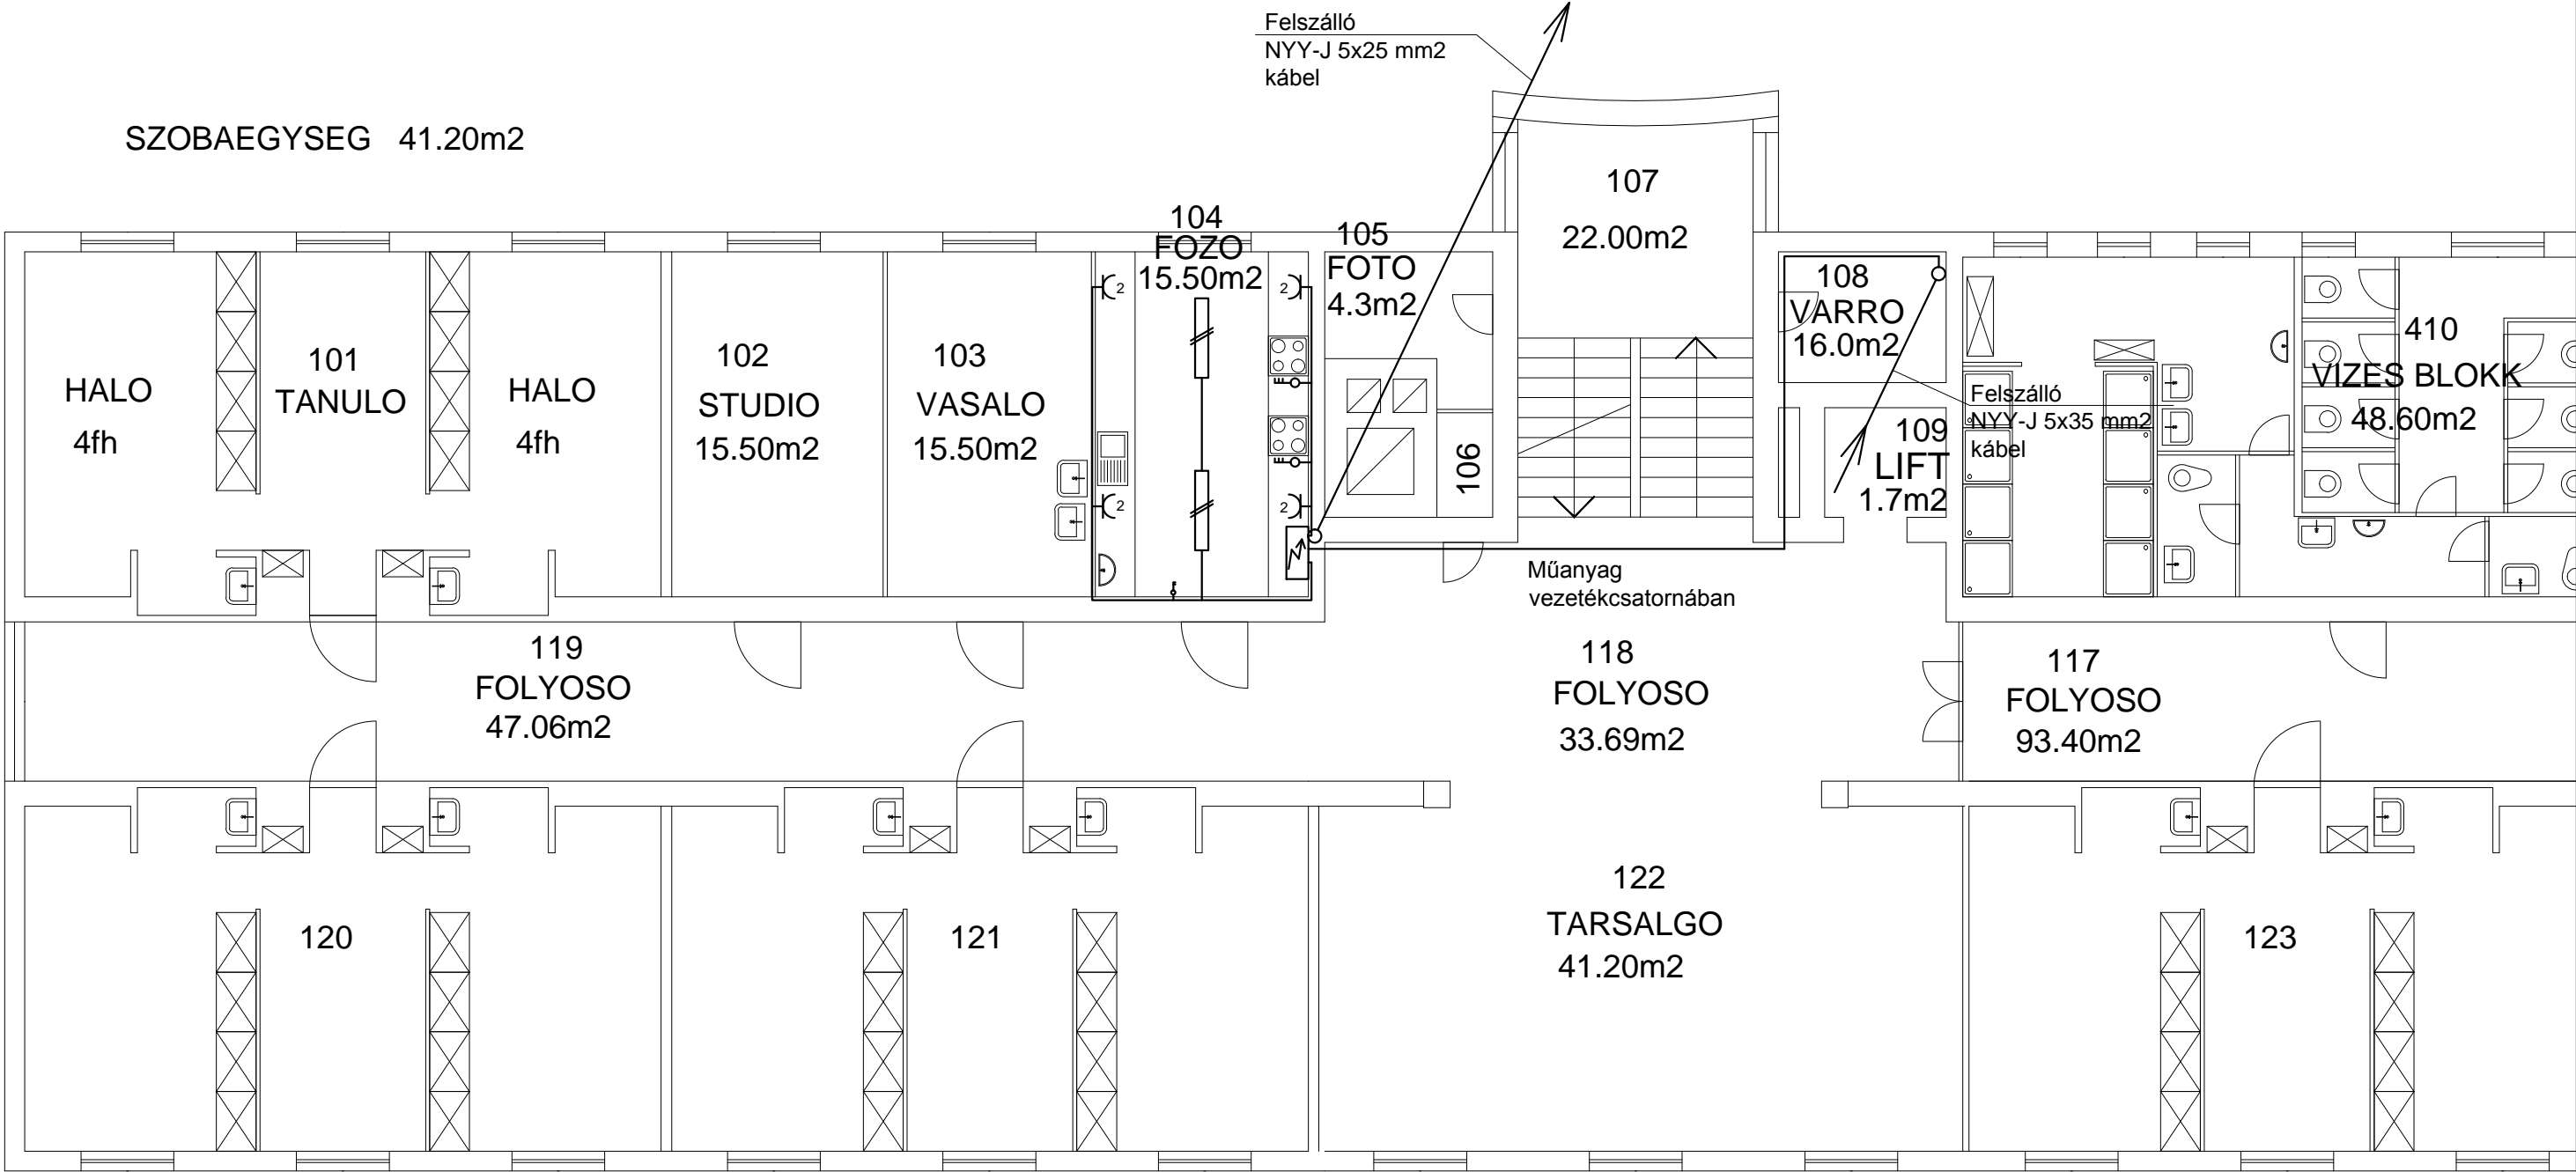 Felszálló
NYY-J 5x25 mm2
kábel
SZOBAEGYSEG 41.20m2
HALO
4fh
101
TANULO
HALO
4fh
102
STUDIO
15.50m2
103
VASALO
15.50m2
104
FOZO
15.50m2
2
2
2
2
105
FOTO
4.3m2
106
107
22.00m2
108
VARRO
16.0m2
109
LIFT
1.7m2
Felszálló
NYY-J 5x35 mm2
kábel
410
VIZES BLOKK
48.60m2
Műanyag
vezetékcsatornában
119
FOLYOSO
47.06m2
118
FOLYOSO
33.69m2
117
FOLYOSO
93.40m2
120
121
122
TARSALGO
41.20m2
123